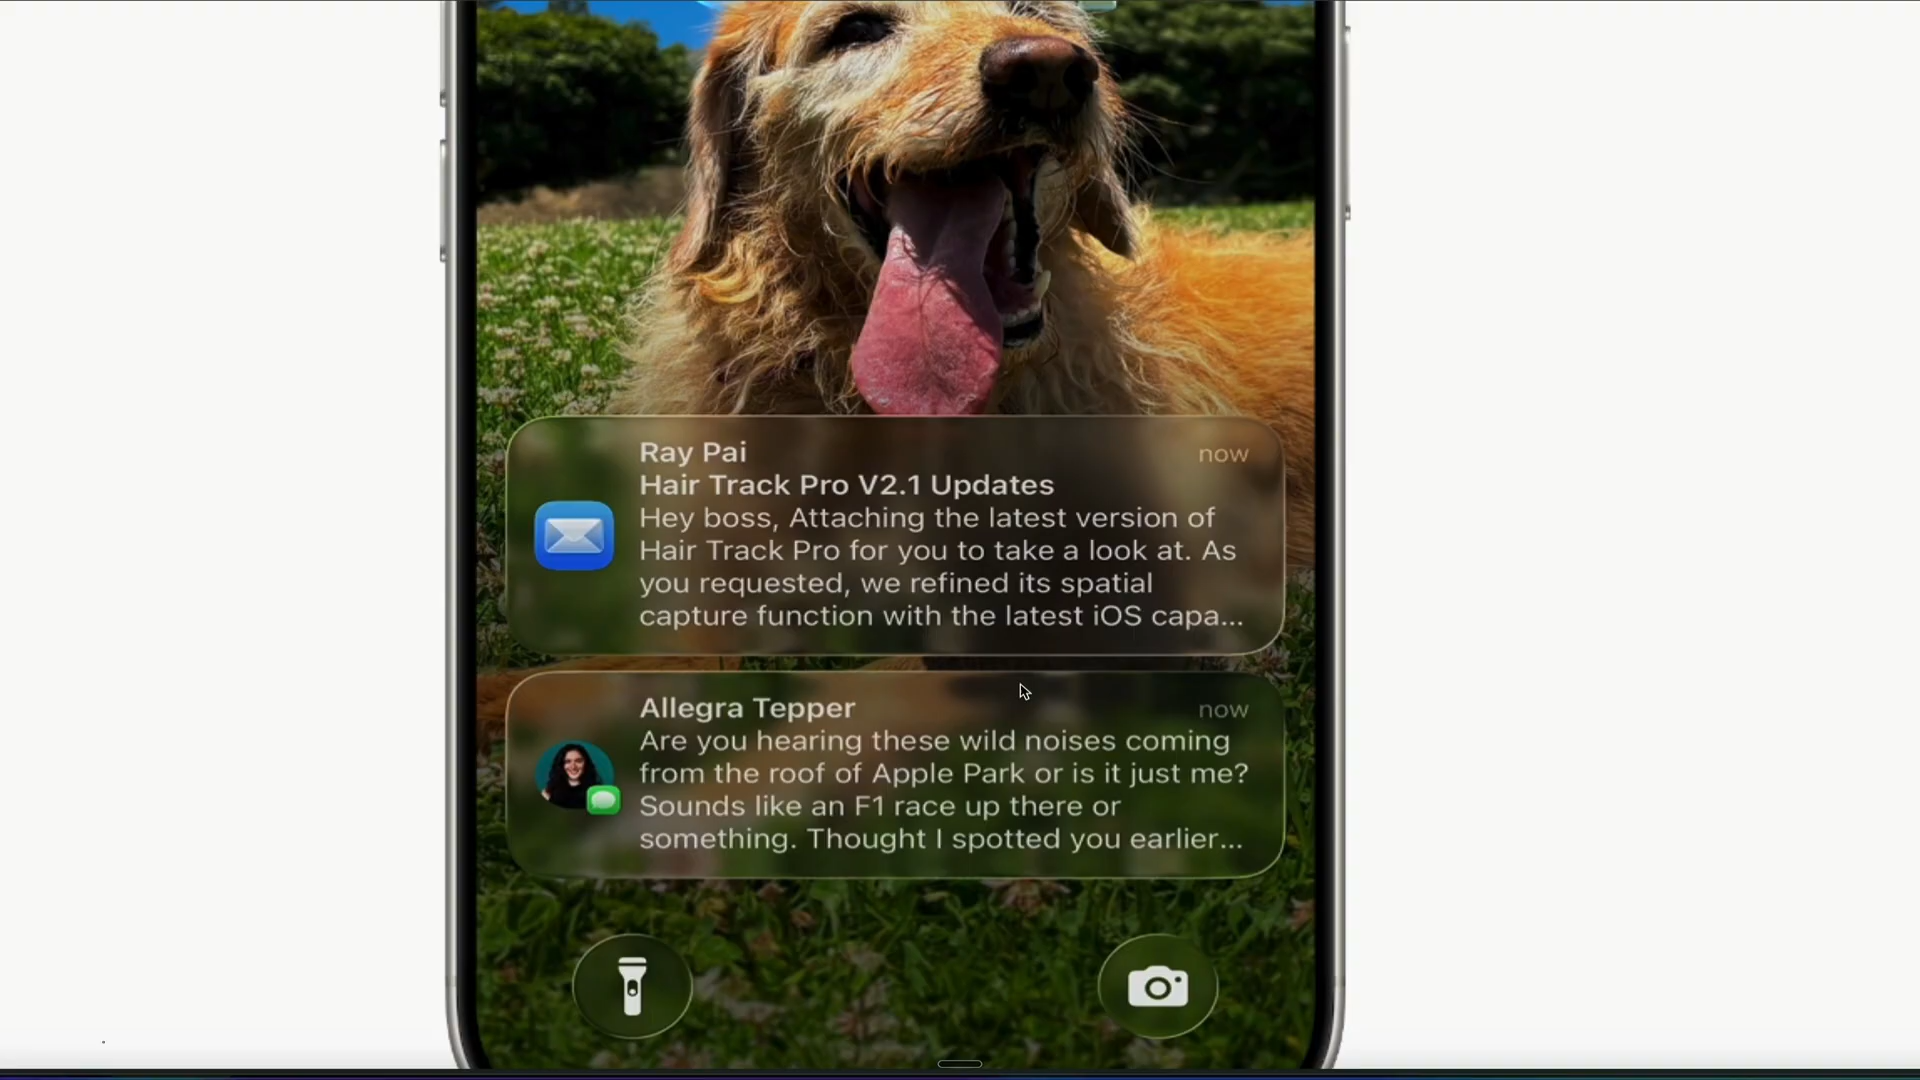 Ray Pai
now
Hair Track Pro V2.1 Updates
Hey boss, Attaching the latest version of
Hair Track Pro for you to take a look at. As
you requested, we refined its spatial
capture function with the latest iOS capa...
Allegra Tepper
now
Are you hearing these wild noises coming
from the roof of Apple Park or is it just me?
Sounds like an F1 race up there or
something. Thought I spotted you earlier...